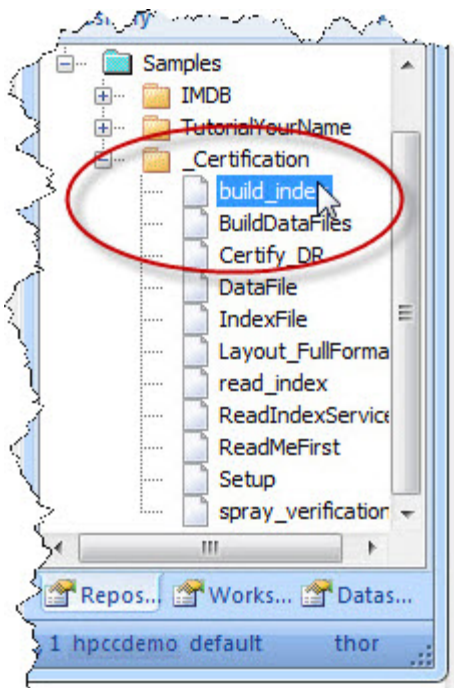 Samples
IMDB
TutorialYourName
_Certification
build_index
BuildDataFiles
Certify_DR
DataFile
IndexFile
Layout_FullForma
read_index
ReadIndexService
ReadMeFirst
Setup
spray_verification
Repos... Works... Datas...
1 hpccdemo default thor